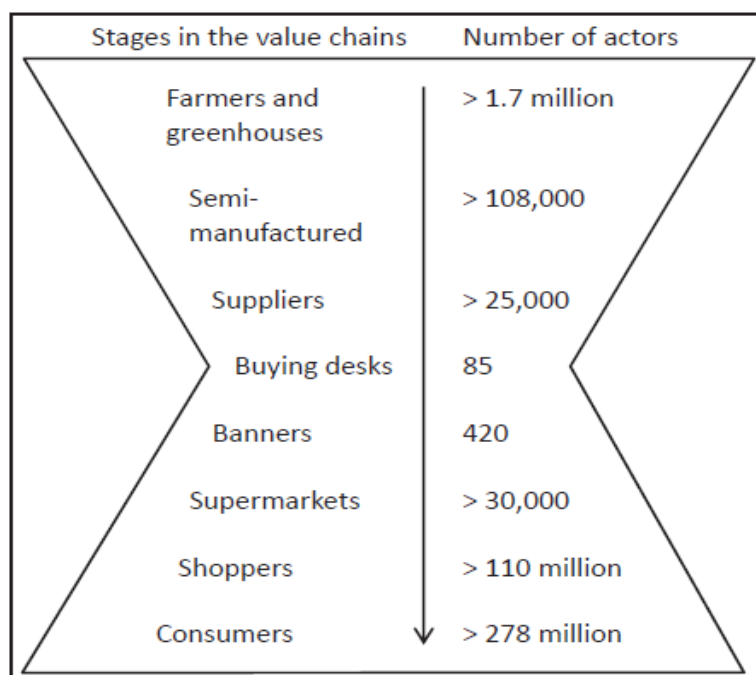 Stages in the value chains Number of actors
Farmers and > 1.7 million
greenhouses
Semi- > 108,000
manufactured
Suppliers > 25,000
Buying desks 85
Banners 420
Supermarkets > 30,000
Shoppers > 110 million
Consumers > 278 million